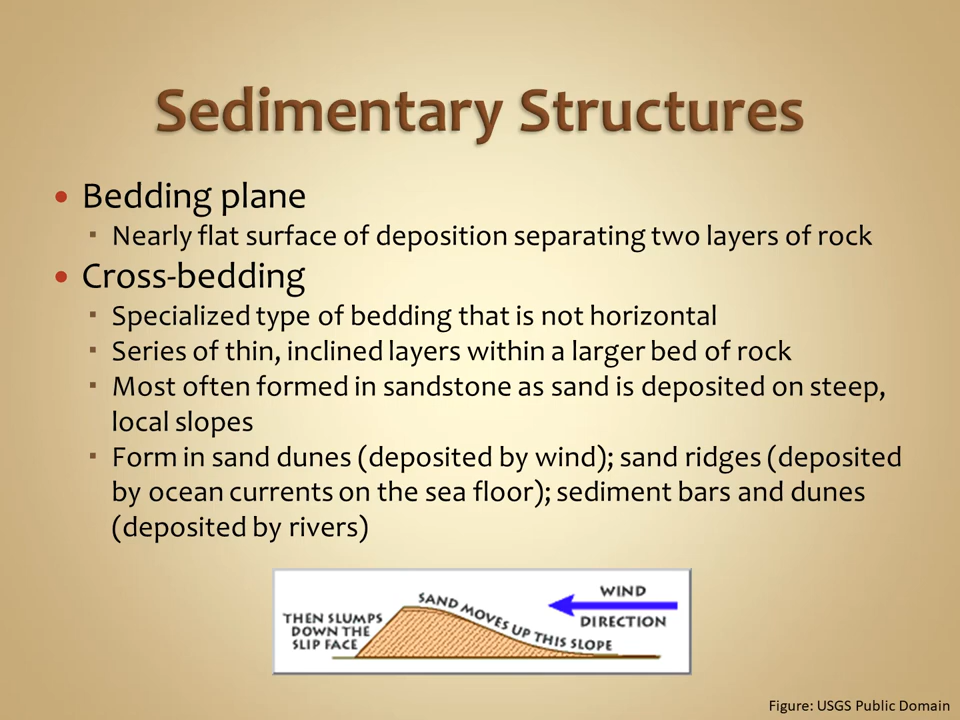 Sedimentary Structures
• Bedding plane
▪ Nearly flat surface of deposition separating two layers of rock
• Cross-bedding
▪ Specialized type of bedding that is not horizontal
▪ Series of thin, inclined layers within a larger bed of rock
▪ Most often formed in sandstone as sand is deposited on steep,
local slopes
▪ Form in sand dunes (deposited by wind); sand ridges (deposited
by ocean currents on the sea floor); sediment bars and dunes
(deposited by rivers)
THEN SLUMPS
DOWN THE
SLIP FACE
SAND MOVES UP THIS SLOPE
WIND
DIRECTION
Figure: USGS Public Domain